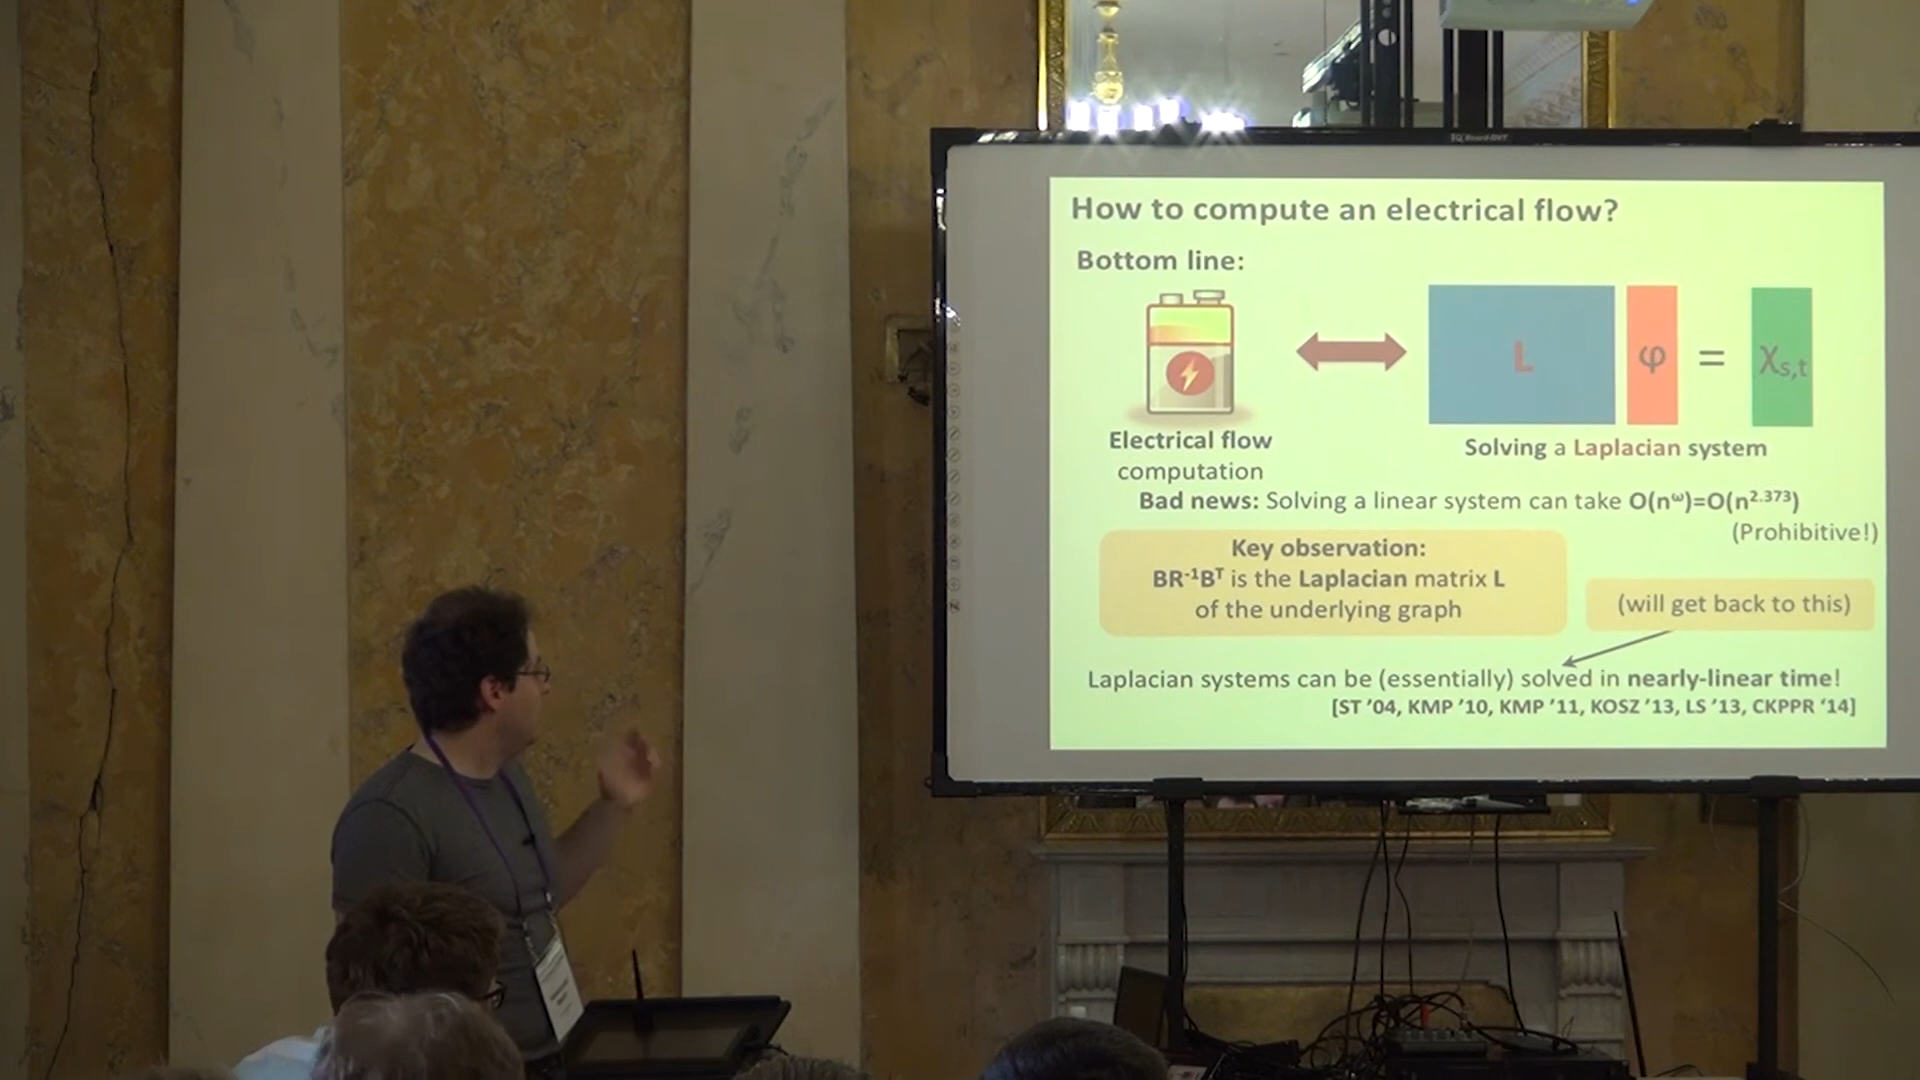 How to compute an electrical flow?
Bottom line:
L φ = χs,t
Electrical flow
computation
Solving a Laplacian system
Bad news: Solving a linear system can take O(nω)=O(n2.373)
(Prohibitive!)
Key observation:
BR-1BT is the Laplacian matrix L
of the underlying graph
(will get back to this)
Laplacian systems can be (essentially) solved in nearly-linear time!
[ST ’04, KMP ’10, KMP ’11, KOSZ ’13, LS ’13, CKPPR ‘14]